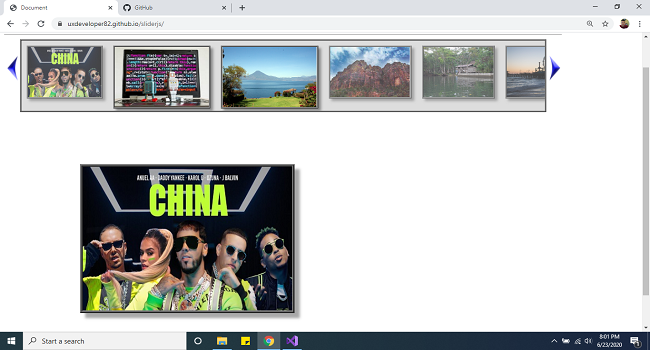 Document
GitHub
uxdeveloper82.github.io/sliderjs/
CHINA
ANUEL AA · DADDY YANKEE · KAROL G · OZUNA · J BALVIN
CHINA
Start a search
8:01 PM
6/23/2020